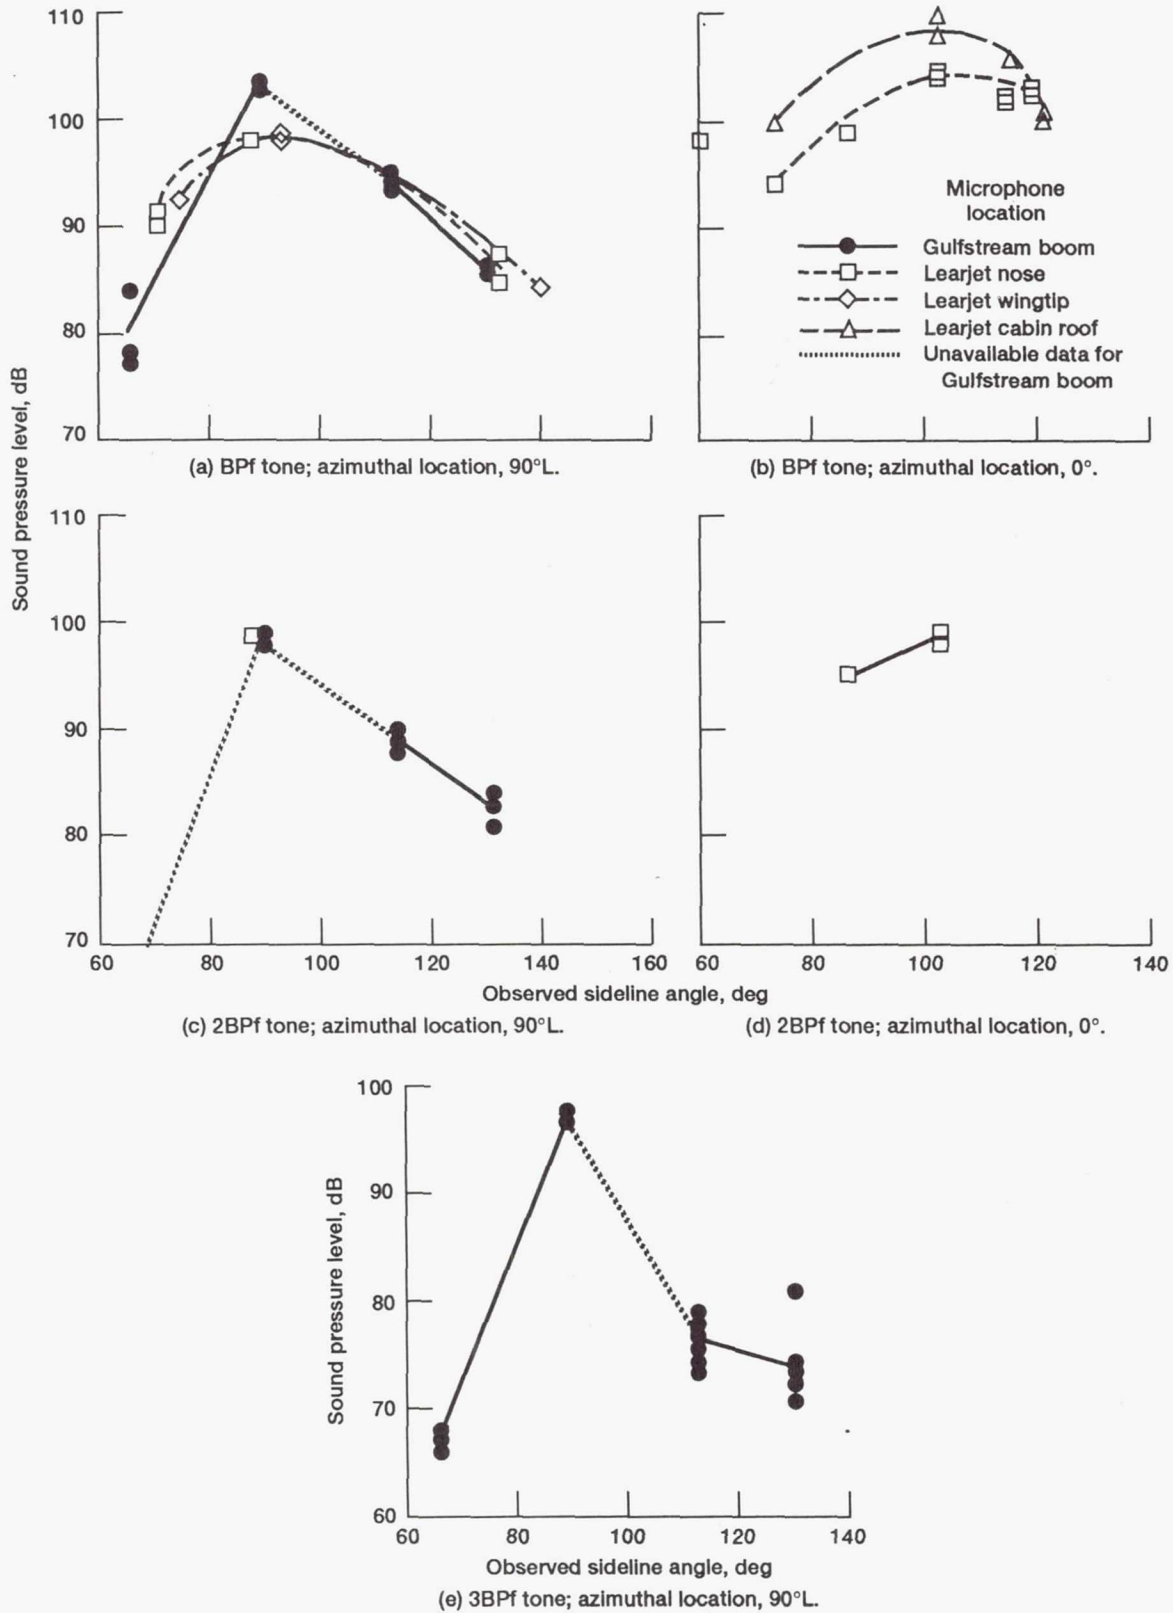 110
100
90
80
70
Sound pressure level, dB
(a) BPf tone; azimuthal location, 90°L.
Microphone
location
Gulfstream boom
Learjet nose
Learjet wingtip
Learjet cabin roof
Unavailable data for
Gulfstream boom
(b) BPf tone; azimuthal location, 0°.
110
100
90
80
70
60 80 100 120 140 160
60 80 100 120 140
Observed sideline angle, deg
(c) 2BPf tone; azimuthal location, 90°L.
(d) 2BPf tone; azimuthal location, 0°.
100
90
80
70
60
Sound pressure level, dB
60 80 100 120 140
Observed sideline angle, deg
(e) 3BPf tone; azimuthal location, 90°L.